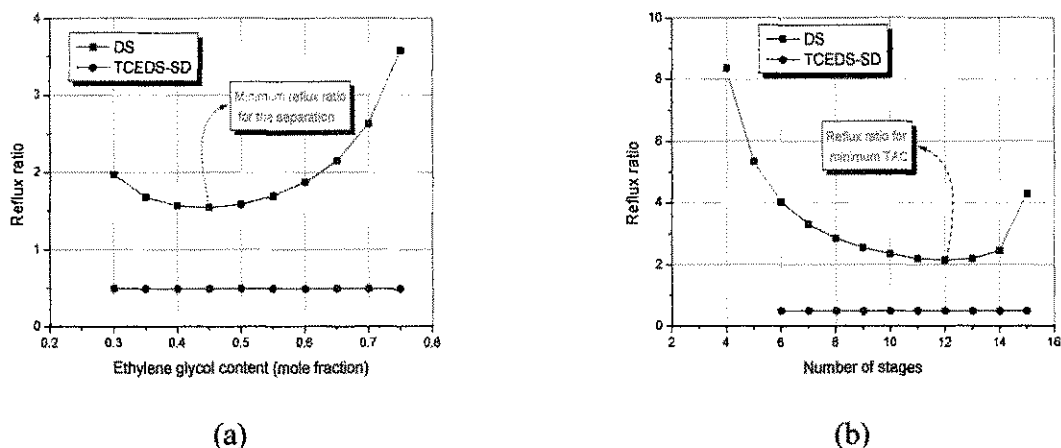 4
3
2
1
0
Reflux ratio
DS
TCEDS-SD
Minimum reflux ratio
for the separation
0.2 0.3 0.4 0.5 0.6 0.7 0.8
Ethylene glycol content (mole fraction)
(a)
10
8
6
4
2
0
Reflux ratio
DS
TCEDS-SD
Reflux ratio for
minimum TAC
2 4 6 8 10 12 14 16
Number of stages
(b)